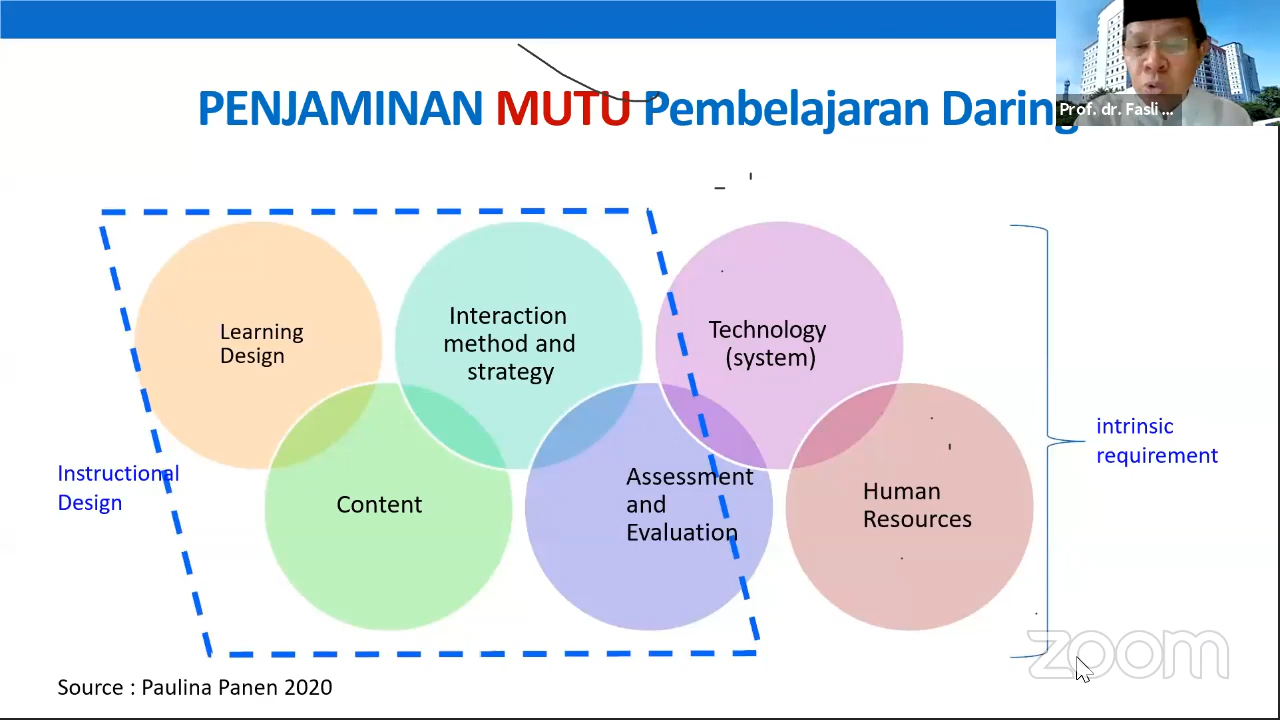 PENJAMINAN MUTU Pembelajaran Daring
Prof. dr. Fasli ...
Learning
Design
Interaction
method and
strategy
Technology
(system)
Content
Assessment
and
Evaluation
Human
Resources
Instructional
Design
intrinsic
requirement
Source : Paulina Panen 2020
zoom